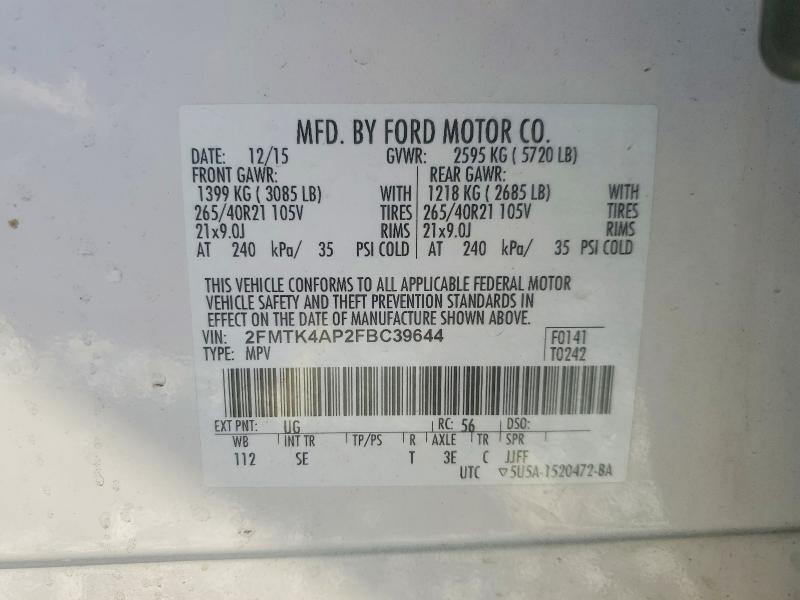 MFD. BY FORD MOTOR CO.
DATE: 12/15 GVWR: 2595 KG ( 5720 LB)
FRONT GAWR: REAR GAWR:
1399 KG ( 3085 LB) WITH 1218 KG ( 2685 LB) WITH
265/40R21 105V TIRES 265/40R21 105V TIRES
21x9.0J RIMS 21x9.0J RIMS
AT 240 kPa/ 35 PSI COLD AT 240 kPa/ 35 PSI COLD
THIS VEHICLE CONFORMS TO ALL APPLICABLE FEDERAL MOTOR
VEHICLE SAFETY AND THEFT PREVENTION STANDARDS IN
EFFECT ON THE DATE OF MANUFACTURE SHOWN ABOVE.
VIN: 2FMTK4AP2FBC39644 F0141
TYPE: MPV T0242
EXT PNT: UG RC: 56 DSO:
WB INT TR TP/PS R AXLE TR SPR
112 SE T 3E C JJFF
UTC ▽5U5A-1520472-BA